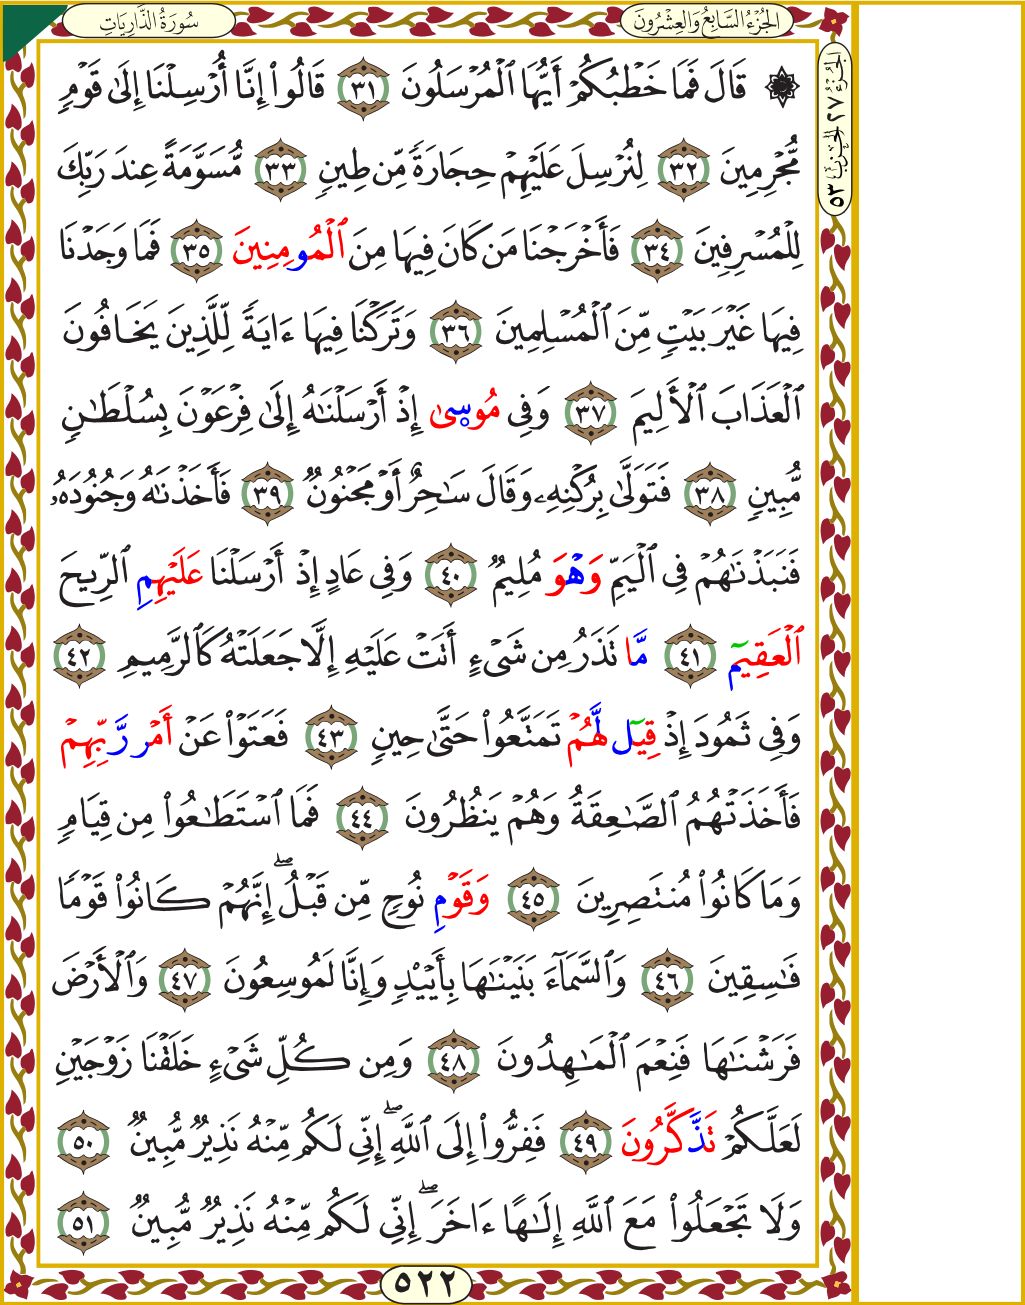 سُورَةُ الذَّارِيَاتِ
الجُزْءُ السَّابِعُ وَالعِشْرُونَ
الجُزْءُ ٢٧ الحِزْبُ ٥٣
۞ قَالَ فَمَا خَطْبُكُمْ أَيُّهَا ٱلْمُرْسَلُونَ ٣١ قَالُوٓاْ إِنَّا أُرْسِلْنَا إِلَىٰ قَوْمٍ
مُّجْرِمِينَ ٣٢ لِنُرْسِلَ عَلَيْهِمْ حِجَارَةً مِّن طِينٍ ٣٣ مُّسَوَّمَةً عِندَ رَبِّكَ
لِلْمُسْرِفِينَ ٣٤ فَأَخْرَجْنَا مَن كَانَ فِيهَا مِنَ ٱلْمُومِنِينَ ٣٥ فَمَا وَجَدْنَا
فِيهَا غَيْرَ بَيْتٍ مِّنَ ٱلْمُسْلِمِينَ ٣٦ وَتَرَكْنَا فِيهَا ءَايَةً لِّلَّذِينَ يَخَافُونَ
ٱلْعَذَابَ ٱلْأَلِيمَ ٣٧ وَفِي مُوسٜىٰ إِذْ أَرْسَلْنَٰهُ إِلَىٰ فِرْعَوْنَ بِسُلْطَٰنٍ
مُّبِينٍ ٣٨ فَتَوَلَّىٰ بِرُكْنِهِۦ وَقَالَ سَٰحِرٌ أَوْ مَجْنُونٌ ٣٩ فَأَخَذْنَٰهُ وَجُنُودَهُۥ
فَنَبَذْنَٰهُمْ فِي ٱلْيَمِّ وَهْوَ مُلِيمٌ ٤٠ وَفِي عَادٍ إِذْ أَرْسَلْنَا عَلَيْهِمِ ٱلرِّيحَ
ٱلْعَقِيٓم ٤١ مَّا تَذَرُ مِن شَىْءٍ أَتَتْ عَلَيْهِ إِلَّا جَعَلَتْهُ كَٱلرَّمِيمِ ٤٢
وَفِي ثَمُودَ إِذْ قِيٓل لَّهُمْ تَمَتَّعُواْ حَتَّىٰ حِينٍ ٤٣ فَعَتَوْاْ عَنْ أَمْر رَّبِّهِمْ
فَأَخَذَتْهُمُ ٱلصَّٰعِقَةُ وَهُمْ يَنظُرُونَ ٤٤ فَمَا ٱسْتَطَٰعُواْ مِن قِيَامٍ
وَمَا كَانُواْ مُنتَصِرِينَ ٤٥ وَقَوْمِ نُوحٍ مِّن قَبْلُ ۖ إِنَّهُمْ كَانُواْ قَوْمًا
فَٰسِقِينَ ٤٦ وَٱلسَّمَآءَ بَنَيْنَٰهَا بِأَيْيْدٍ وَإِنَّا لَمُوسِعُونَ ٤٧ وَٱلْأَرْضَ
فَرَشْنَٰهَا فَنِعْمَ ٱلْمَٰهِدُونَ ٤٨ وَمِن كُلِّ شَىْءٍ خَلَقْنَا زَوْجَيْنِ
لَعَلَّكُمْ تَذَّكَّرُونَ ٤٩ فَفِرُّوٓاْ إِلَى ٱللَّهِ ۖ إِنِّي لَكُم مِّنْهُ نَذِيرٌ مُّبِينٌ ٥٠
وَلَا تَجْعَلُواْ مَعَ ٱللَّهِ إِلَٰهًا ءَاخَرَ ۖ إِنِّي لَكُم مِّنْهُ نَذِيرٌ مُّبِينٌ ٥١
٥٢٢